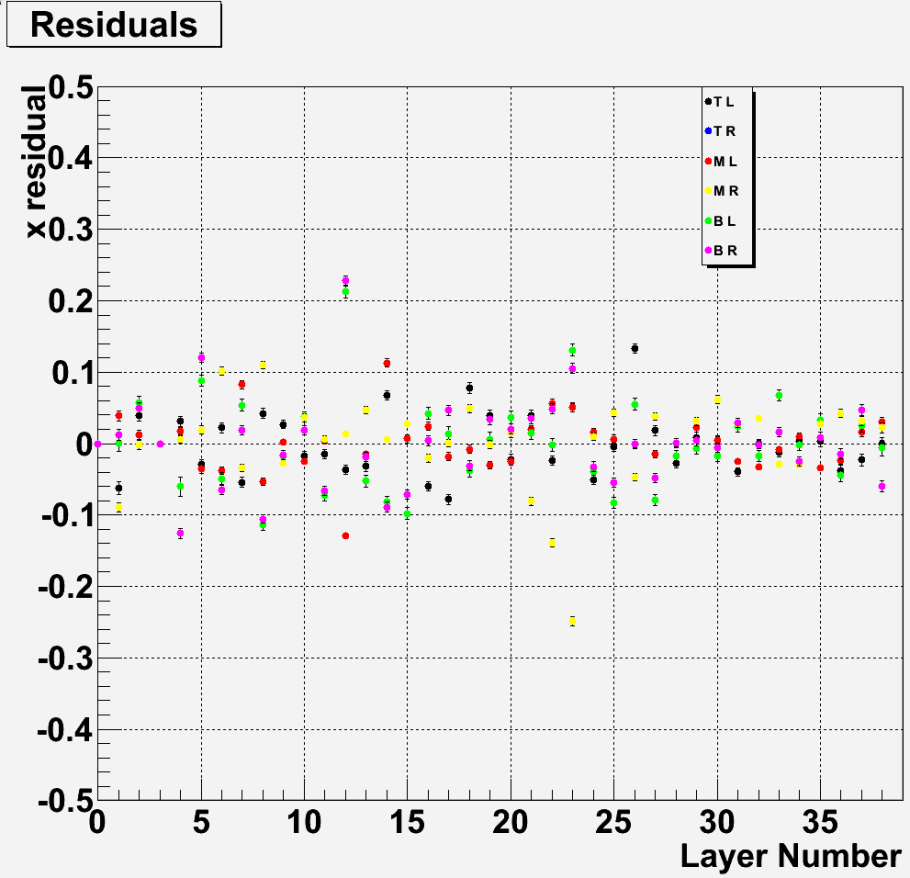 Residuals
x residual
0.5
0.4
0.3
0.2
0.1
0
-0.1
-0.2
-0.3
-0.4
-0.5
0 5 10 15 20 25 30 35
Layer Number
T L
T R
M L
M R
B L
B R